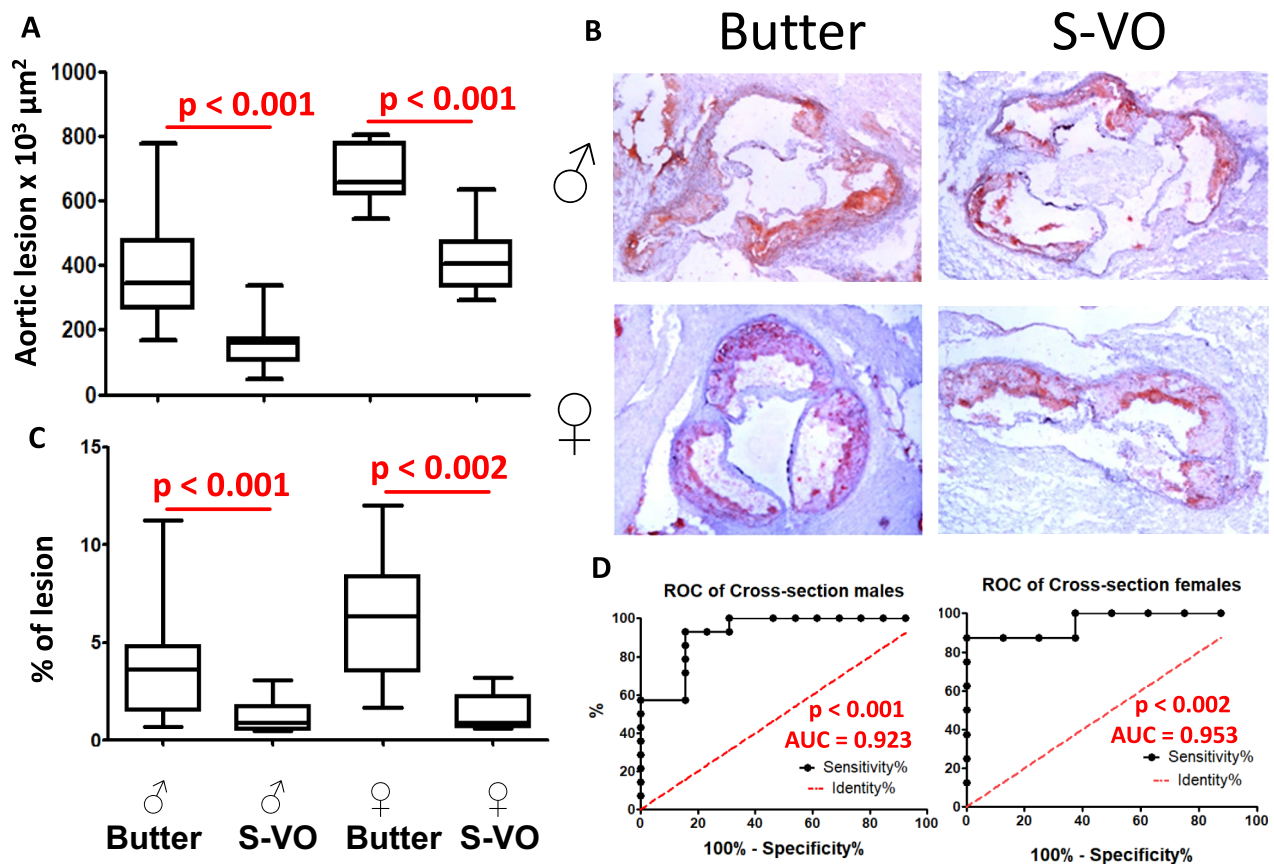 A
Aortic lesion x 10³ µm²
1000
800
600
400
200
0
p < 0.001
p < 0.001
B
Butter
S-VO
♂
♀
C
% of lesion
15
10
5
0
p < 0.001
p < 0.002
♂
♂
♀
♀
Butter
S-VO
Butter
S-VO
D
ROC of Cross-section males
%
100
80
60
40
20
0
p < 0.001
AUC = 0.923
Sensitivity%
Identity%
0
20
40
60
80
100
100% - Specificity%
ROC of Cross-section females
100
80
60
40
20
0
p < 0.002
AUC = 0.953
Sensitivity%
Identity%
0
20
40
60
80
100
100% - Specificity%